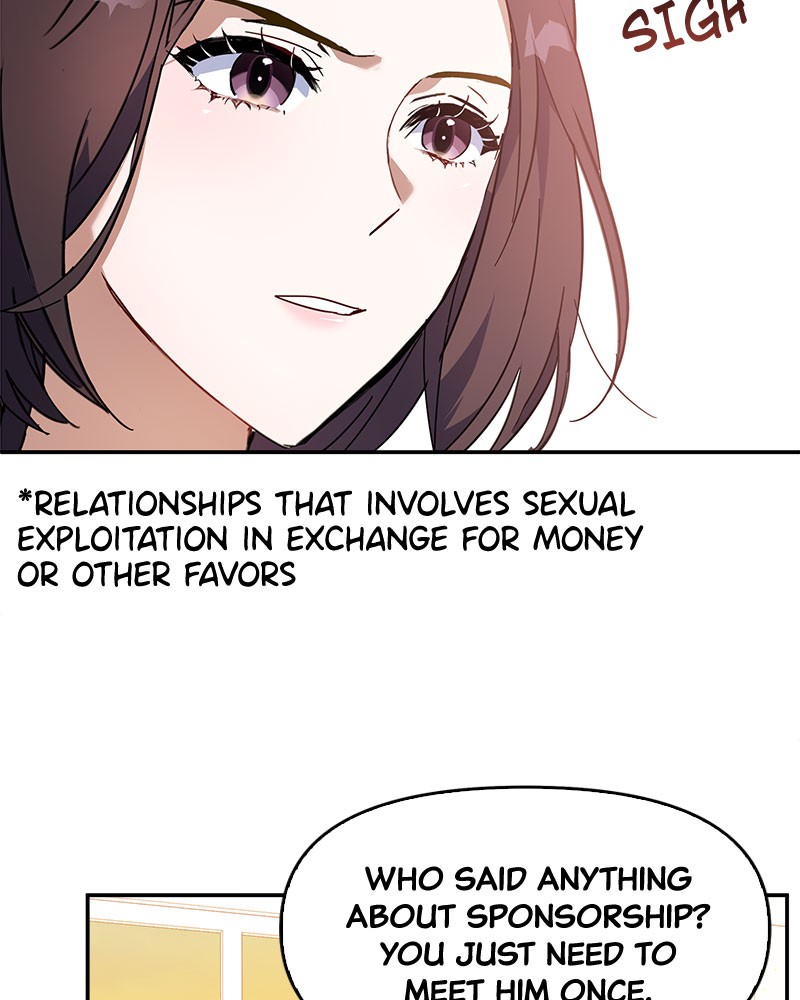 SIGH
*RELATIONSHIPS THAT INVOLVES SEXUAL
EXPLOITATION IN EXCHANGE FOR MONEY
OR OTHER FAVORS
WHO SAID ANYTHING
ABOUT SPONSORSHIP?
YOU JUST NEED TO
MEET HIM ONCE.